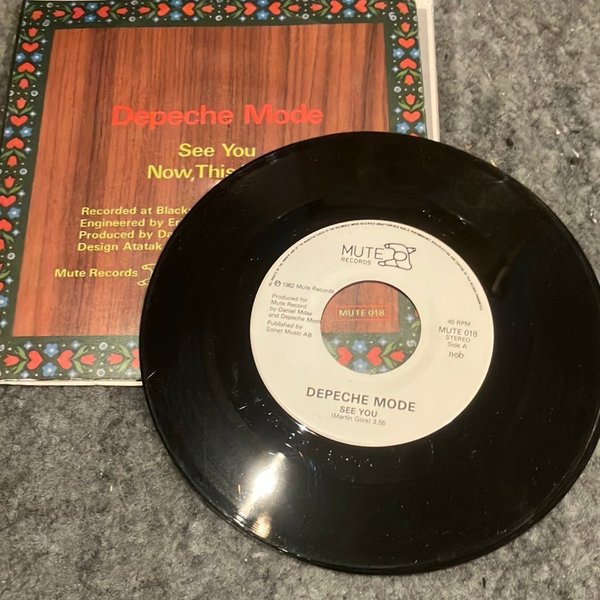 Depeche Mode
See You
Now, This
Recorded at Black
Engineered by
Produced by
Design Atatak
Mute Records
MUTE
RECORDS
℗ 1982 Mute Records
Produced for
Mute Record
by Daniel Miller
and Depeche Mode
Published by
Sonet Music AB
MUTE 018
45 RPM
MUTE 018
STEREO
Side A
DEPECHE MODE
SEE YOU
(Martin Gore) 3.55